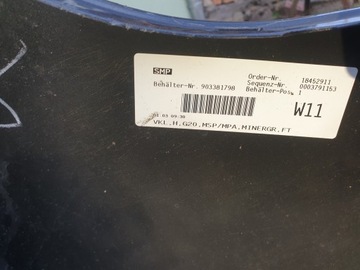 SMP
Order-Nr. 18452911
Sequenz-Nr. 0003791153
Behälter-Nr. 903381790 Behälter-Pos. 1
W11
VKL.H.G20.MSP/MPA.MINERGR.FT